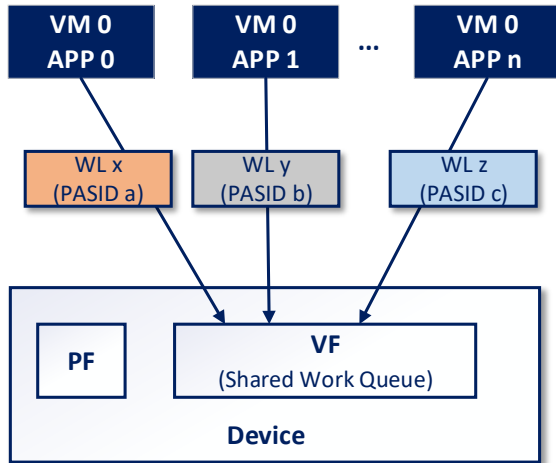 VM 0
APP 0
VM 0
APP 1
...
VM 0
APP n
WL x
(PASID a)
WL y
(PASID b)
WL z
(PASID c)
PF
VF
(Shared Work Queue)
Device